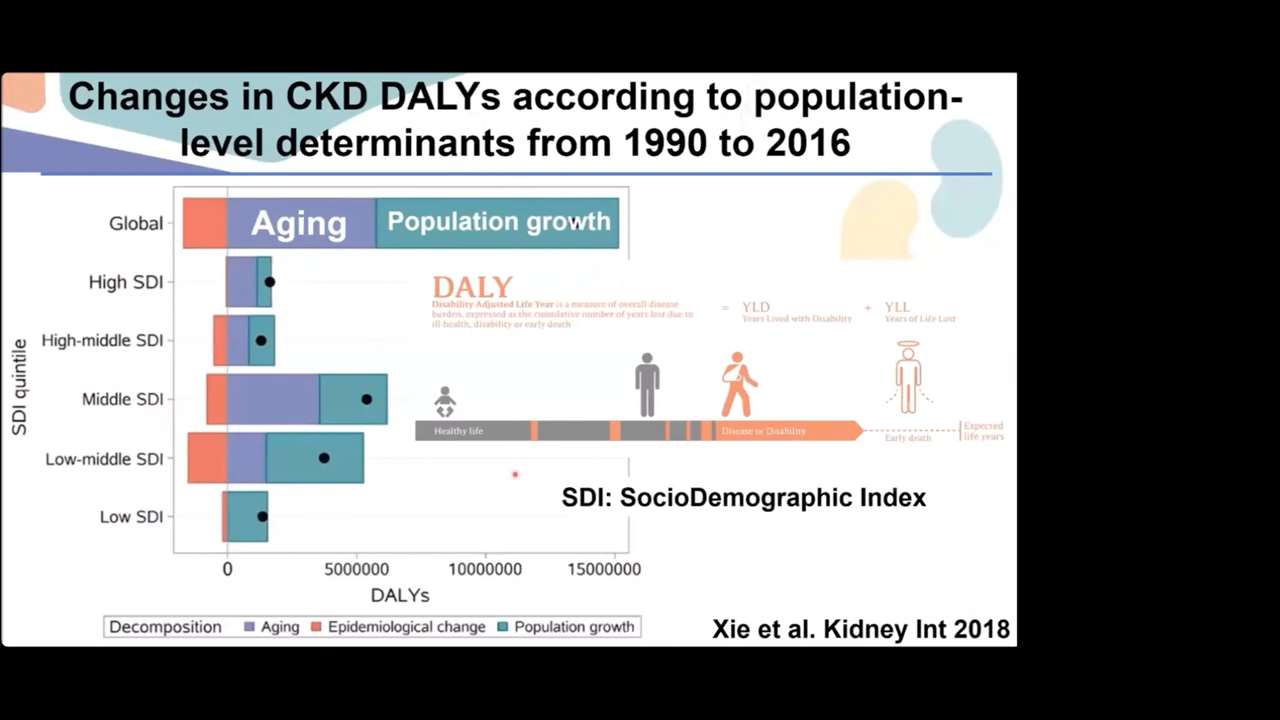 Changes in CKD DALYs according to population-
level determinants from 1990 to 2016
SDI quintile
Global
Aging
Population growth
High SDI
High-middle SDI
Middle SDI
Low-middle SDI
Low SDI
0
5000000
10000000
15000000
DALYs
Decomposition
Aging
Epidemiological change
Population growth
DALY
Disability Adjusted Life Year is a measure of overall disease
burden, expressed as the cumulative number of years lost due to
ill-health, disability or early death
=
YLD
Years Lived with Disability
+
YLL
Years of Life Lost
Healthy life
Disease or Disability
Early death
Expected
life years
SDI: SocioDemographic Index
Xie et al. Kidney Int 2018